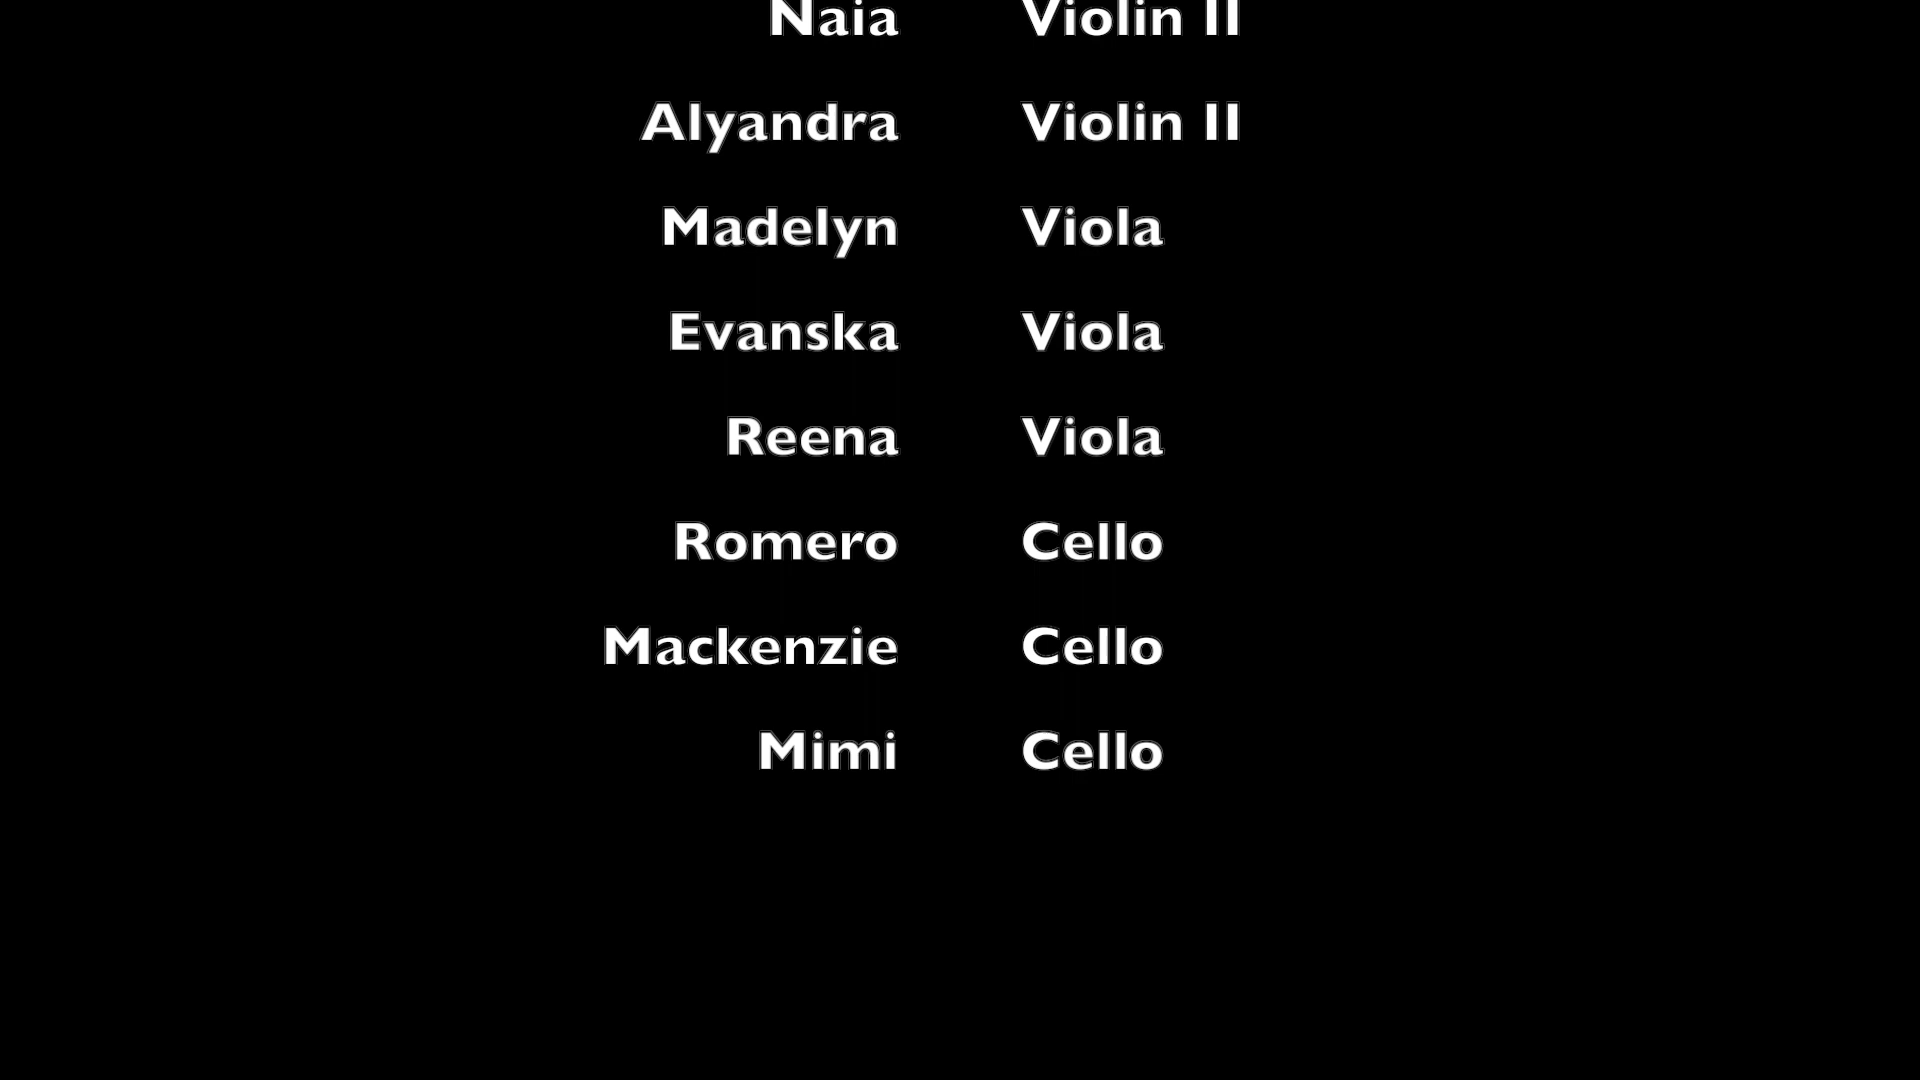 Naia Violin II
Alyandra Violin II
Madelyn Viola
Evanska Viola
Reena Viola
Romero Cello
Mackenzie Cello
Mimi Cello